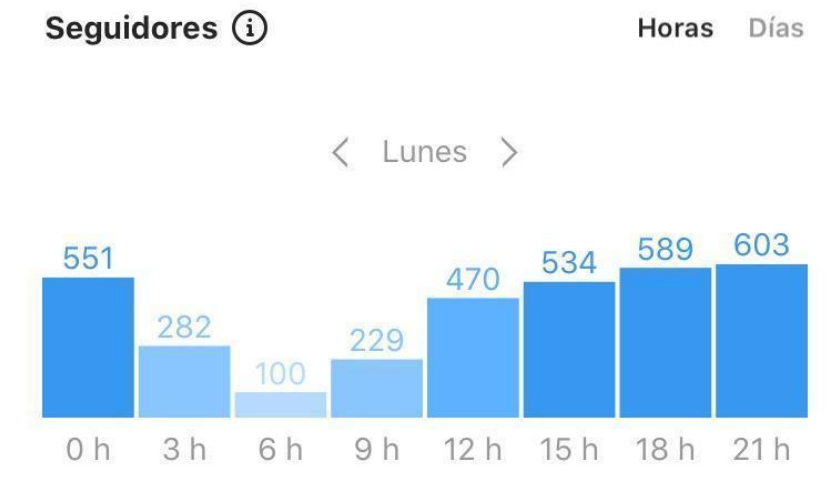 Seguidores
Horas Días
Lunes
551 282 100 229 470 534 589 603
0 h 3 h 6 h 9 h 12 h 15 h 18 h 21 h